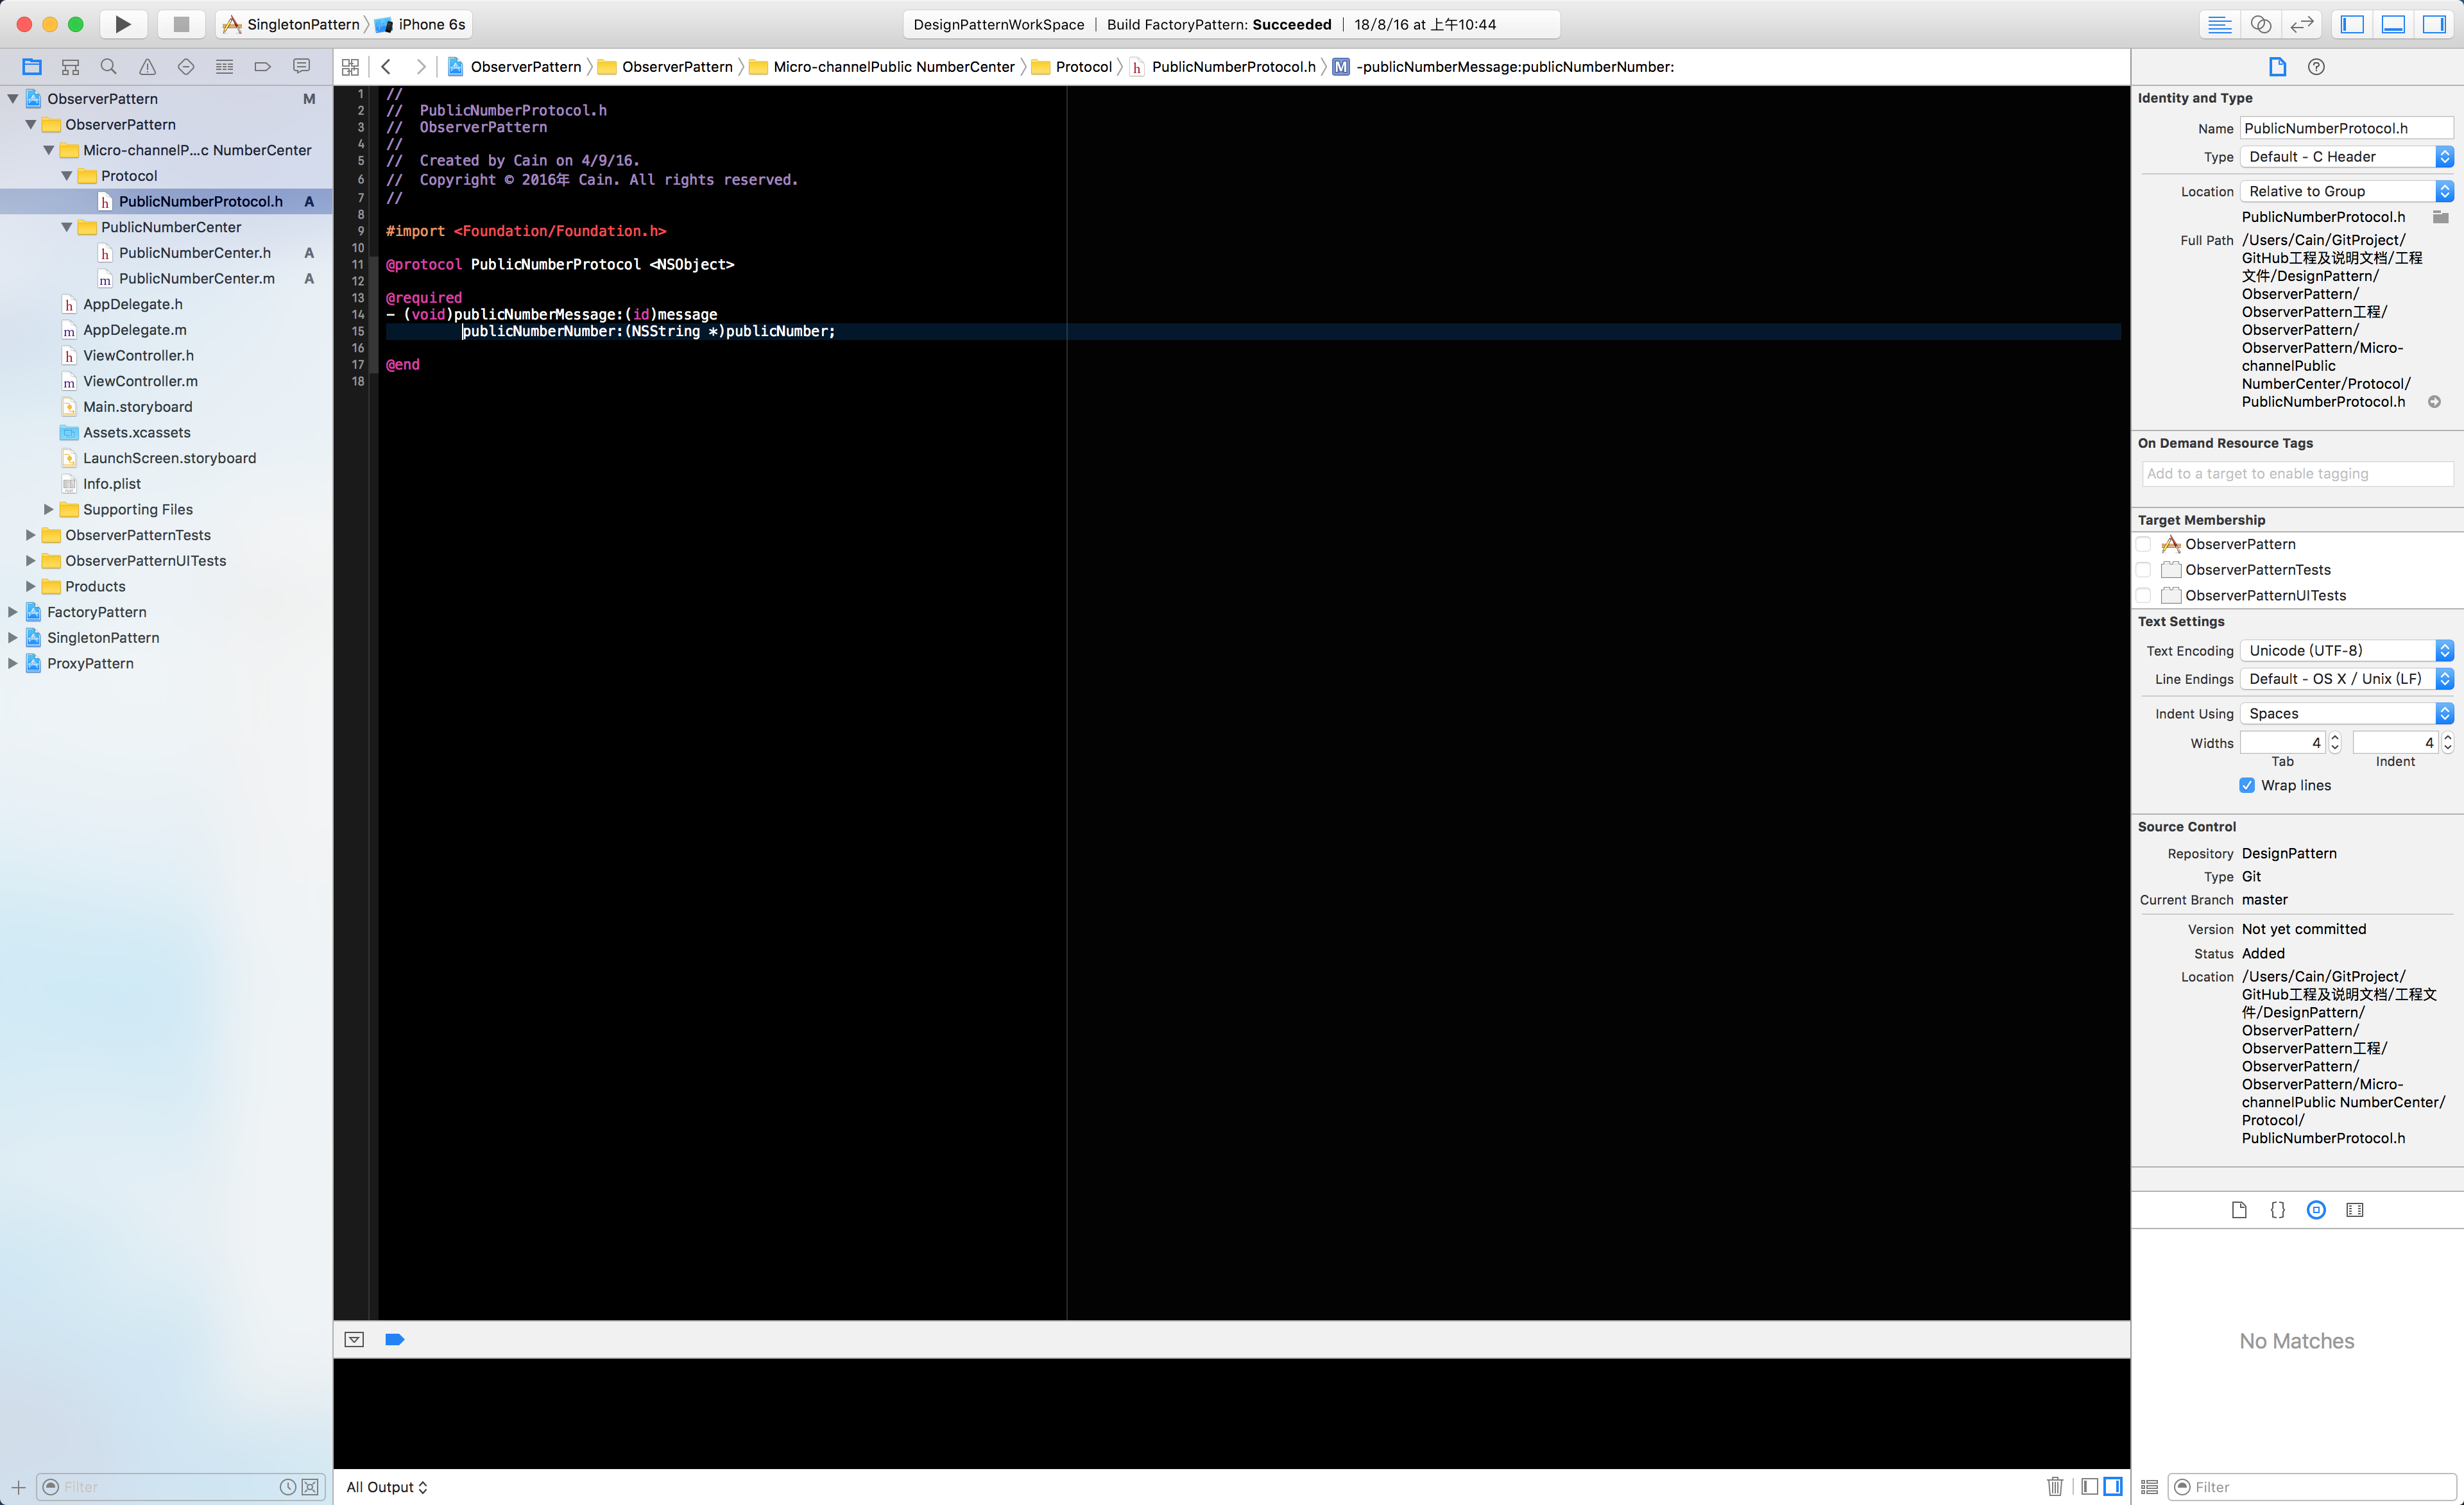 SingletonPattern iPhone 6s
DesignPatternWorkSpace | Build FactoryPattern: Succeeded | 18/8/16 at 上午10:44
ObserverPattern ObserverPattern Micro-channelPublic NumberCenter Protocol h PublicNumberProtocol.h M -publicNumberMessage:publicNumberNumber:
ObserverPattern M
ObserverPattern
Micro-channelP...c NumberCenter
Protocol
h PublicNumberProtocol.h A
PublicNumberCenter
h PublicNumberCenter.h A
m PublicNumberCenter.m A
h AppDelegate.h
m AppDelegate.m
h ViewController.h
m ViewController.m
Main.storyboard
Assets.xcassets
LaunchScreen.storyboard
Info.plist
Supporting Files
ObserverPatternTests
ObserverPatternUITests
Products
FactoryPattern
SingletonPattern
ProxyPattern
Filter
1 //
2 //  PublicNumberProtocol.h
3 //  ObserverPattern
4 //
5 //  Created by Cain on 4/9/16.
6 //  Copyright © 2016年 Cain. All rights reserved.
7 //
8
9 #import <Foundation/Foundation.h>
10
11 @protocol PublicNumberProtocol <NSObject>
12
13 @required
14 - (void)publicNumberMessage:(id)message
15          publicNumberNumber:(NSString *)publicNumber;
16
17 @end
18
All Output
Identity and Type
Name PublicNumberProtocol.h
Type Default - C Header
Location Relative to Group
PublicNumberProtocol.h
Full Path /Users/Cain/GitProject/
GitHub工程及说明文档/工程
文件/DesignPattern/
ObserverPattern/
ObserverPattern工程/
ObserverPattern/
ObserverPattern/Micro-
channelPublic
NumberCenter/Protocol/
PublicNumberProtocol.h
On Demand Resource Tags
Add to a target to enable tagging
Target Membership
ObserverPattern
ObserverPatternTests
ObserverPatternUITests
Text Settings
Text Encoding Unicode (UTF-8)
Line Endings Default - OS X / Unix (LF)
Indent Using Spaces
Widths 4 4
Tab Indent
Wrap lines
Source Control
Repository DesignPattern
Type Git
Current Branch master
Version Not yet committed
Status Added
Location /Users/Cain/GitProject/
GitHub工程及说明文档/工程文
件/DesignPattern/
ObserverPattern/
ObserverPattern工程/
ObserverPattern/
ObserverPattern/Micro-
channelPublic NumberCenter/
Protocol/
PublicNumberProtocol.h
{}
No Matches
Filter